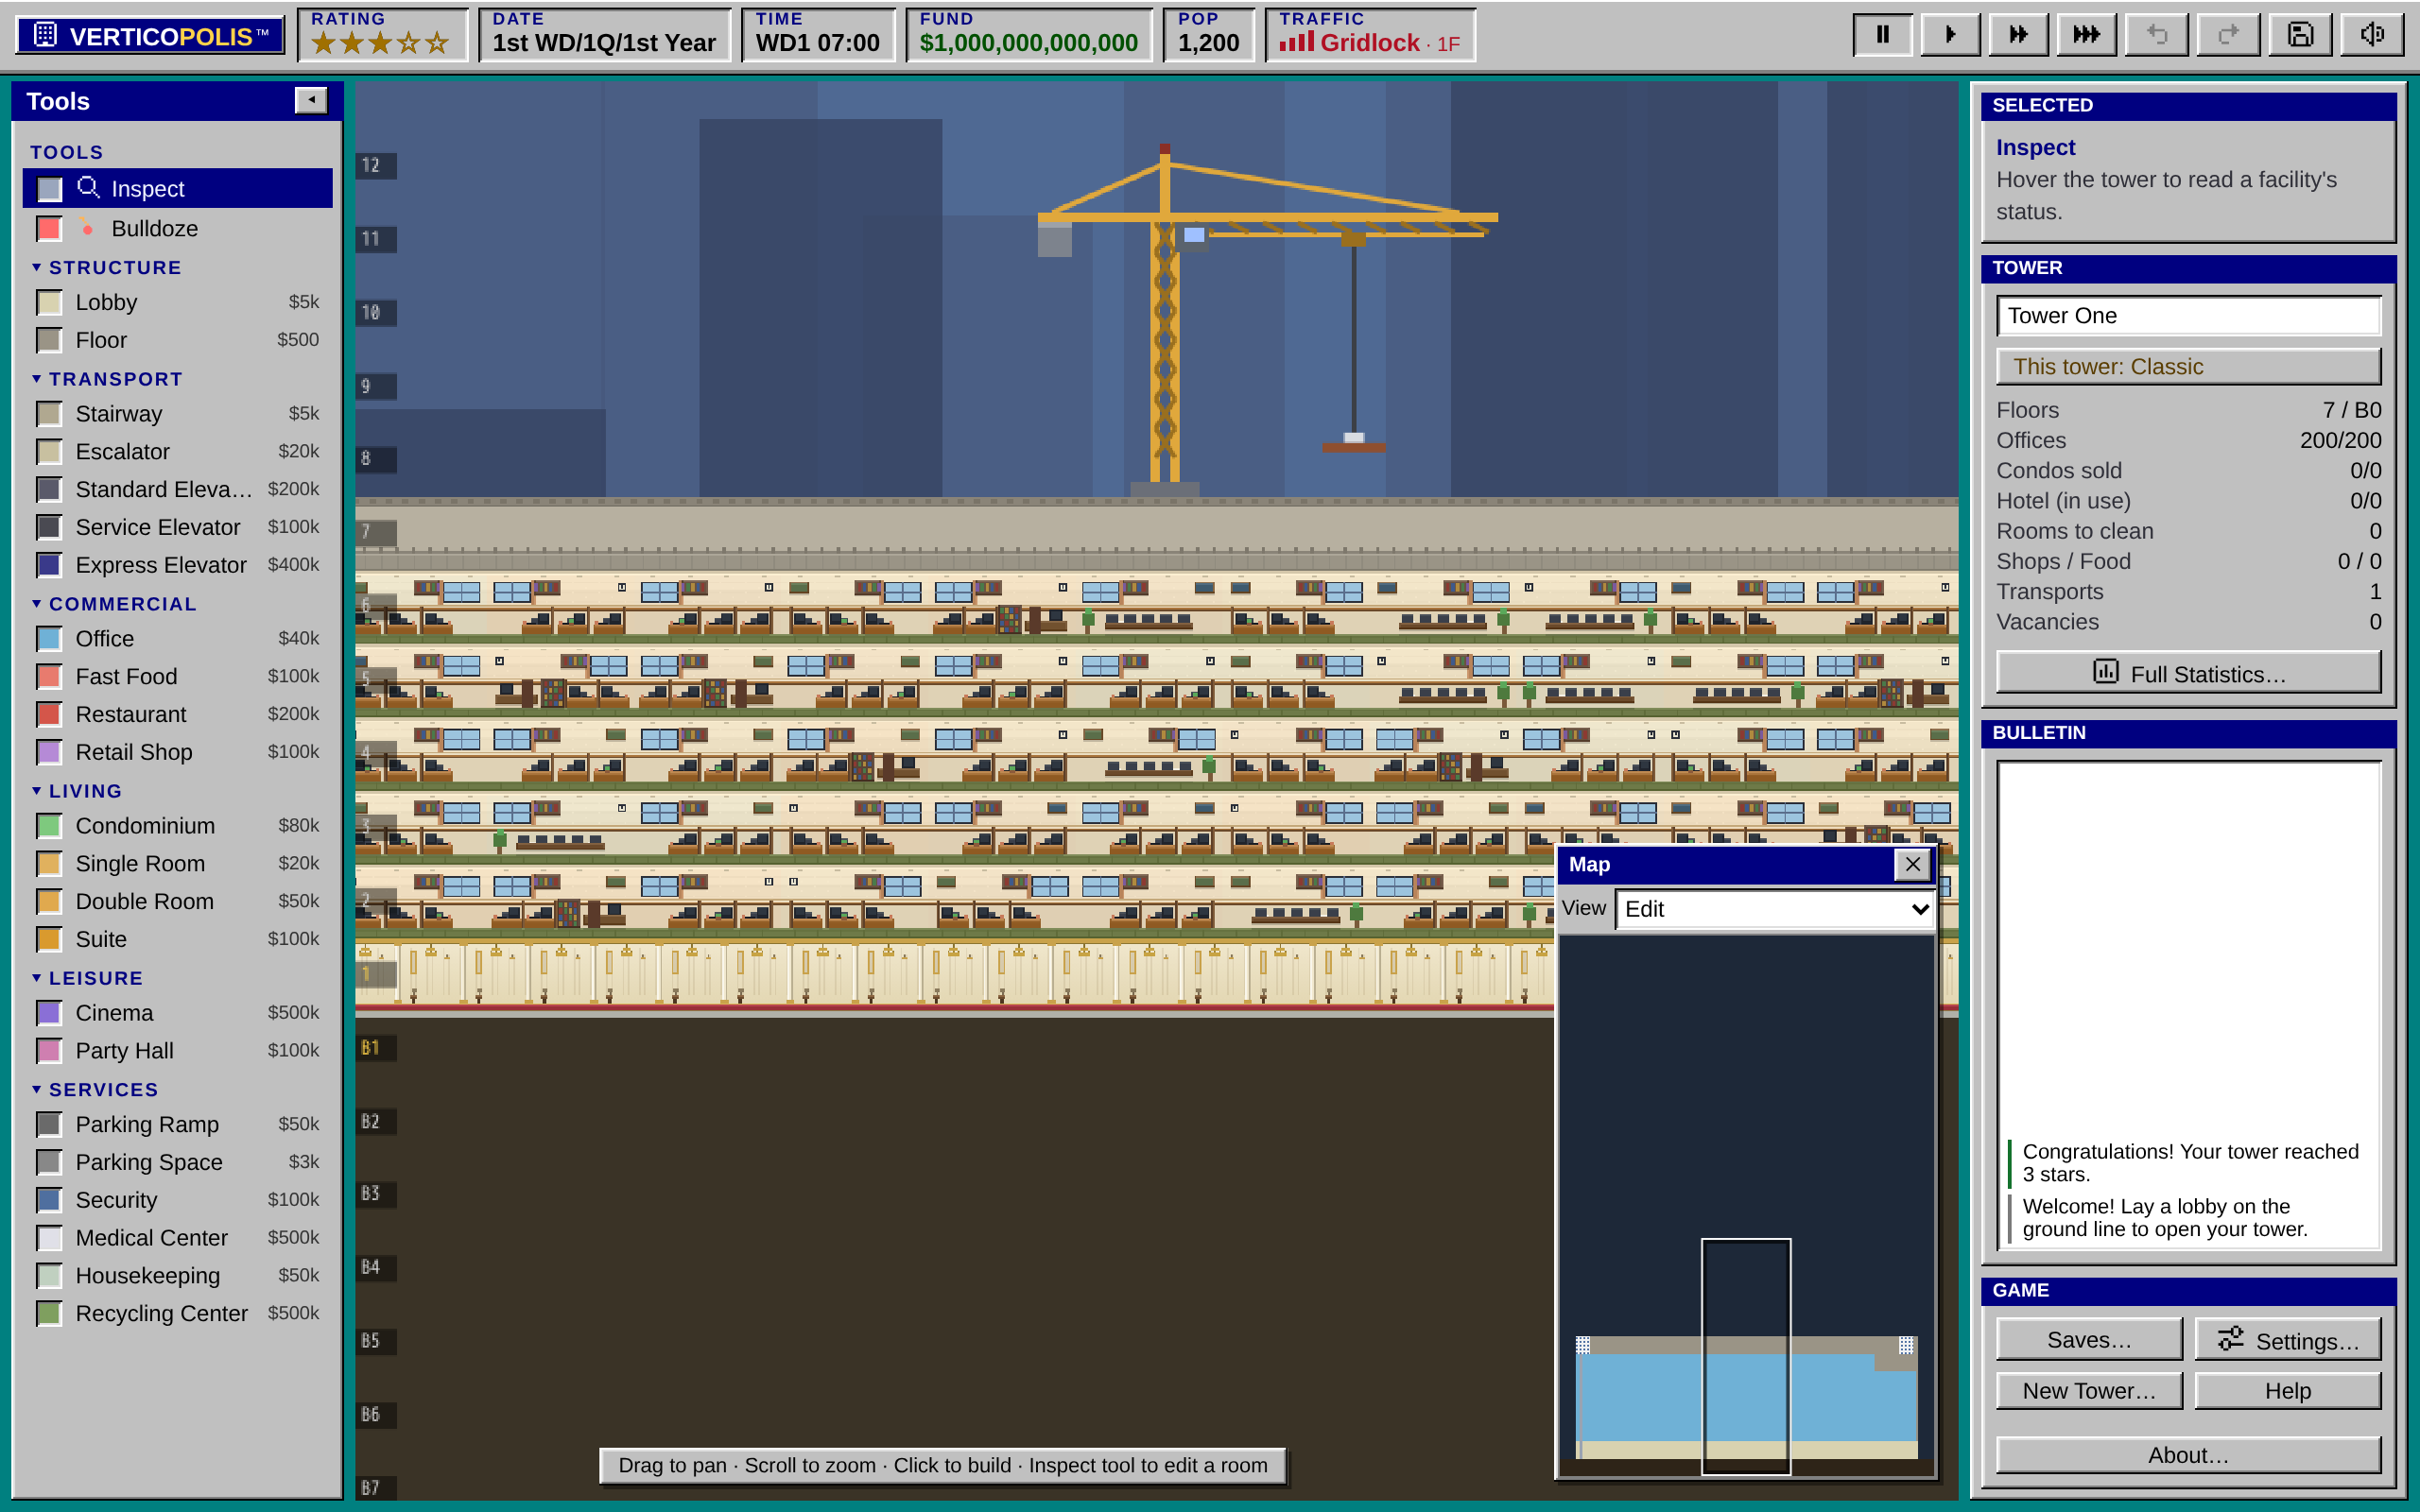 VERTICOPOLIS™
RATING
DATE
1st WD/1Q/1st Year
TIME
WD1 07:00
FUND
$1,000,000,000,000
POP
1,200
TRAFFIC
Gridlock · 1F
Tools
TOOLS
Inspect
Bulldoze
STRUCTURE
Lobby $5k
Floor $500
TRANSPORT
Stairway $5k
Escalator $20k
Standard Eleva… $200k
Service Elevator $100k
Express Elevator $400k
COMMERCIAL
Office $40k
Fast Food $100k
Restaurant $200k
Retail Shop $100k
LIVING
Condominium $80k
Single Room $20k
Double Room $50k
Suite $100k
LEISURE
Cinema $500k
Party Hall $100k
SERVICES
Parking Ramp $50k
Parking Space $3k
Security $100k
Medical Center $500k
Housekeeping $50k
Recycling Center $500k
12
11
10
9
8
7
6
5
4
3
2
1
B1
B2
B3
B4
B5
B6
B7
Drag to pan · Scroll to zoom · Click to build · Inspect tool to edit a room
Map
View Edit
SELECTED
Inspect
Hover the tower to read a facility's
status.
TOWER
Tower One
This tower: Classic
Floors 7 / B0
Offices 200/200
Condos sold 0/0
Hotel (in use) 0/0
Rooms to clean 0
Shops / Food 0 / 0
Transports 1
Vacancies 0
Full Statistics…
BULLETIN
Congratulations! Your tower reached
3 stars.
Welcome! Lay a lobby on the
ground line to open your tower.
GAME
Saves…
Settings…
New Tower…
Help
About…